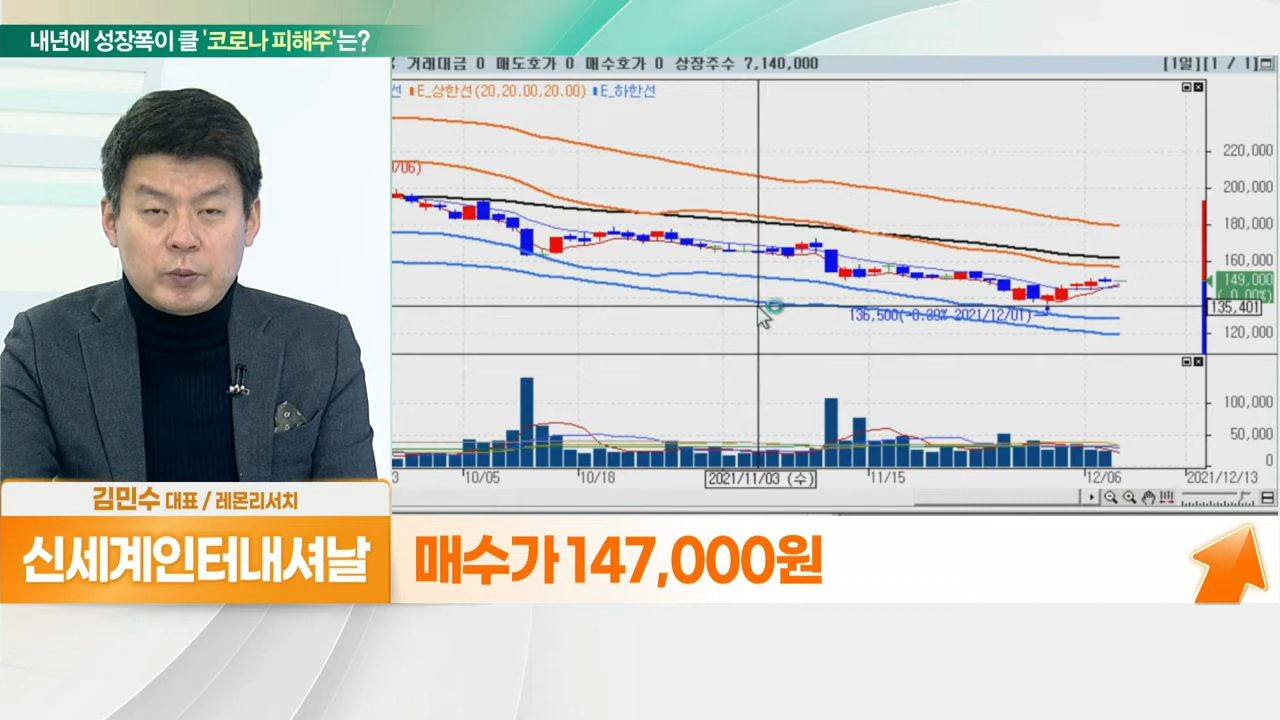 내년에 성장폭이 클 '코로나 피해주'는?
거래대금 0 매도호가 0 매수호가 0 상장주수 7,140,000 [1일][1 / 1]
선 E_상한선(20,20.00,20.00) E_하한선
/06)
220,000
200,000
180,000
160,000
149,000
( 0.00%)
135,401
136,500(-0.39% 2021/12/01)
120,000
100,000
50,000
0
3 10/05 10/18 2021/11/03 (수) 11/15 12/06 2021/12/13
김민수 대표 / 레몬리서치
신세계인터내셔날 매수가 147,000원